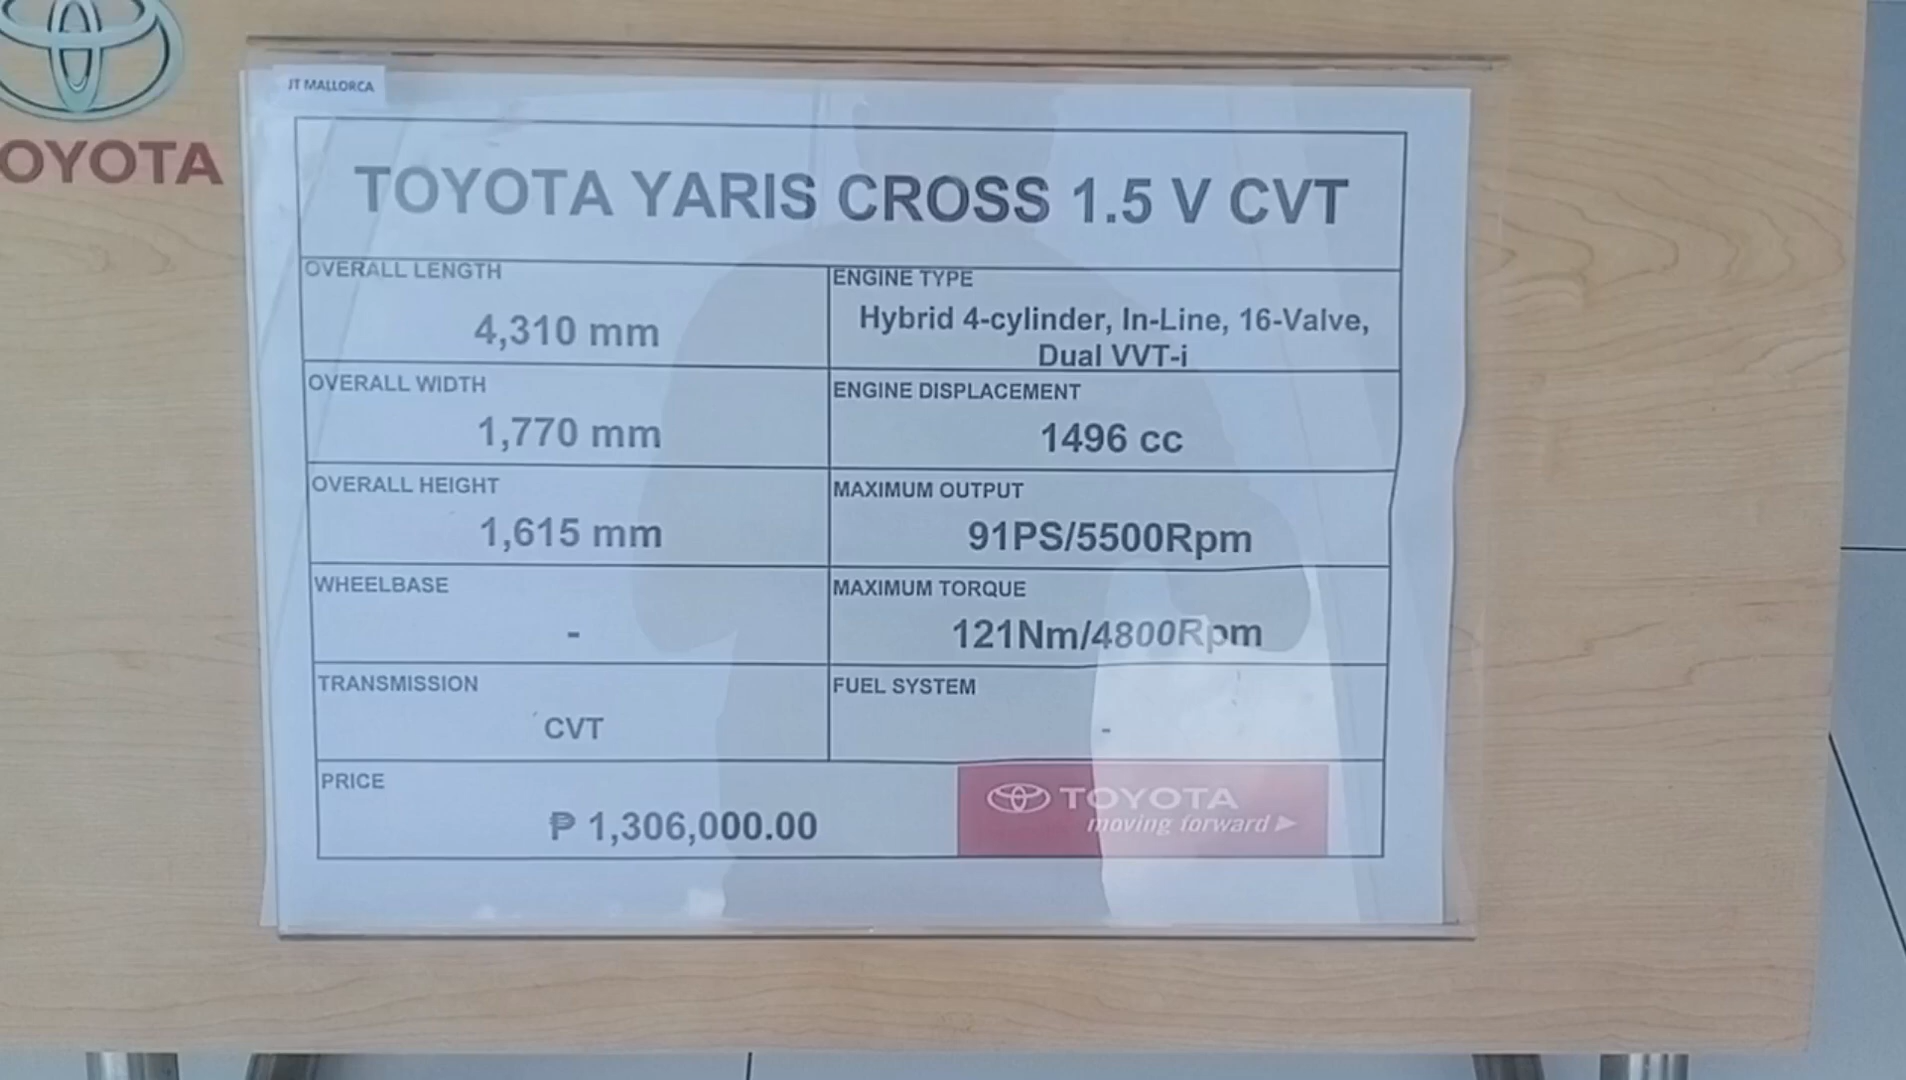 OYOTA
JT MALLORCA
TOYOTA YARIS CROSS 1.5 V CVT
OVERALL LENGTH
4,310 mm
ENGINE TYPE
Hybrid 4-cylinder, In-Line, 16-Valve,
Dual VVT-i
OVERALL WIDTH
1,770 mm
ENGINE DISPLACEMENT
1496 cc
OVERALL HEIGHT
1,615 mm
MAXIMUM OUTPUT
91PS/5500Rpm
WHEELBASE
-
MAXIMUM TORQUE
121Nm/4800Rpm
TRANSMISSION
CVT
FUEL SYSTEM
-
PRICE
₱ 1,306,000.00
TOYOTA
moving forward